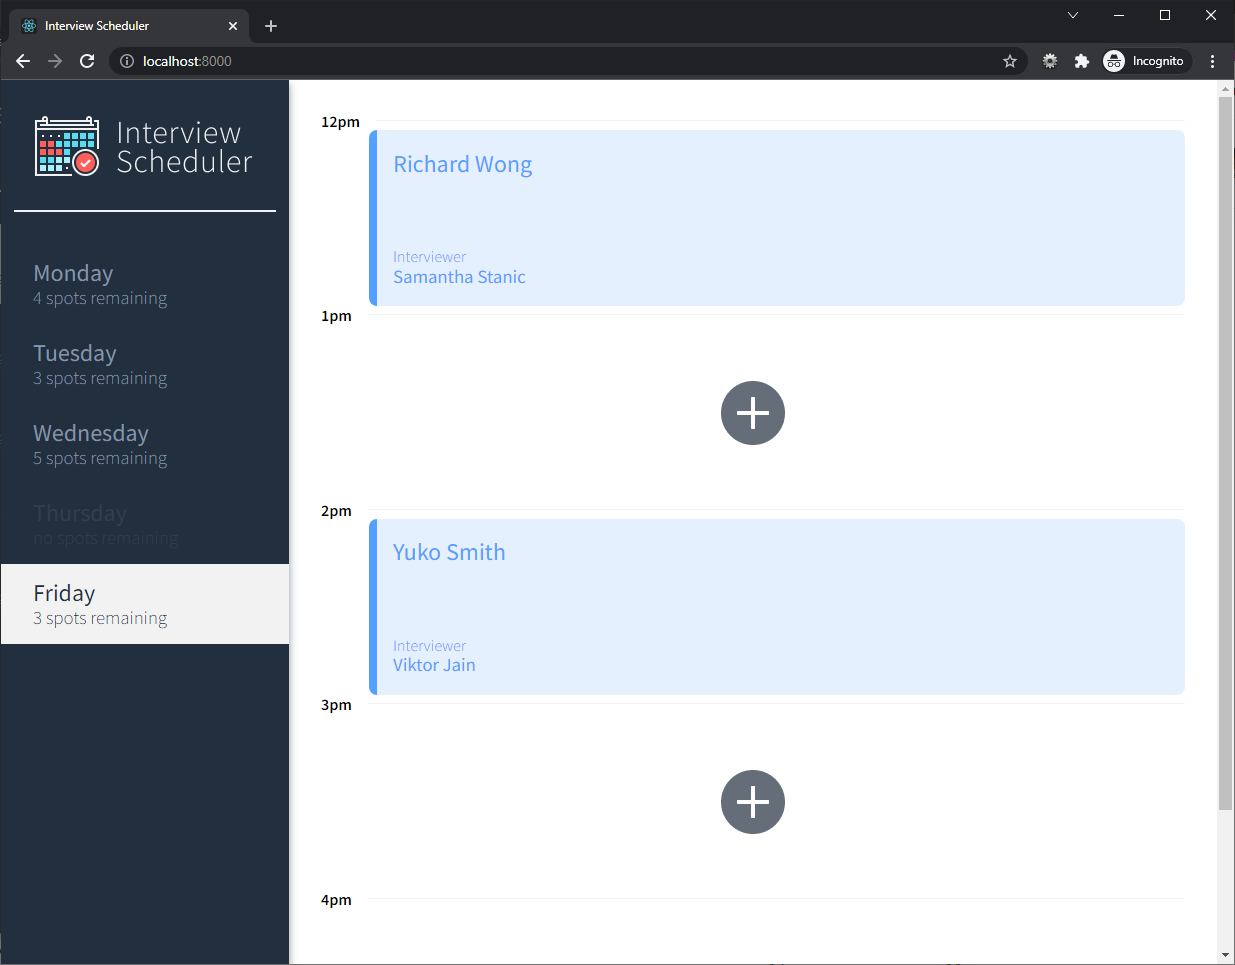 Interview Scheduler
localhost:8000
Incognito
Interview
Scheduler
Monday
4 spots remaining
Tuesday
3 spots remaining
Wednesday
5 spots remaining
Thursday
no spots remaining
Friday
3 spots remaining
12pm
Richard Wong
Interviewer
Samantha Stanic
1pm
2pm
Yuko Smith
Interviewer
Viktor Jain
3pm
4pm